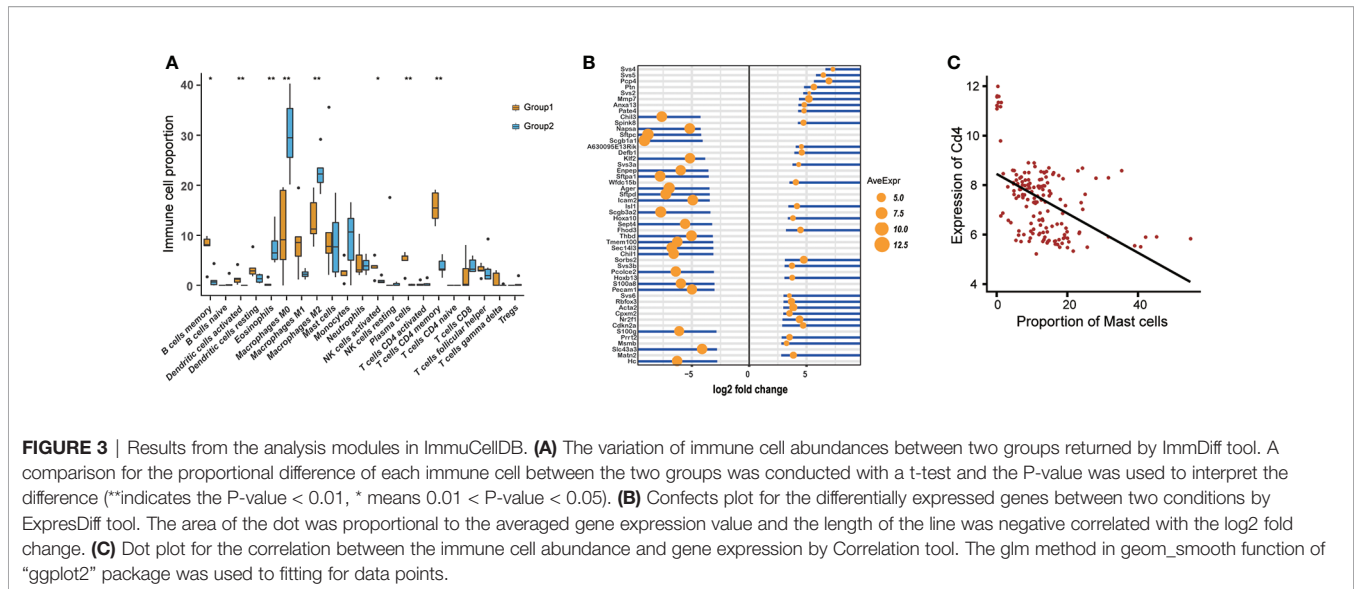 A
* ** ** ** ** * ** **
Immune cell proportion
40
30
20
10
0
Group1
Group2
B cells memory
B cells naive
Dendritic cells activated
Dendritic cells resting
Eosinophils
Macrophages M0
Macrophages M1
Macrophages M2
Mast cells
Monocytes
Neutrophils
NK cells activated
NK cells resting
Plasma cells
T cells CD4 activated
T cells CD4 memory
T cells CD4 naive
T cells CD8
T cells follicular helper
T cells gamma delta
Tregs
B
Svs4
Svs5
Pcp4
Ptn
Svs2
Mmp7
Anxa13
Pate4
Chil3
Spink8
Napsa
Sftpc
Scgb1a1
A630095E13Rik
Defb1
Klf2
Svs3a
Enpep
Sftpa1
Wfdc15b
Ager
Sftpd
Icam2
Isl1
Scgb3a2
Hoxa10
Sept4
Fhod3
Thbd
Tmem100
Sec14l3
Chil1
Sorbs2
Svs3b
Pcolce2
Hoxb13
S100a8
Pecam1
Svs6
Rbfox3
Acta2
Cpxm2
Nr2f1
Cdkn2a
S100g
Prrt2
Msmb
Slc43a3
Matn2
Hc
−5 0 5
log2 fold change
AveExpr
5.0
7.5
10.0
12.5
C
Expression of Cd4
12
10
8
6
4
0 20 40
Proportion of Mast cells
FIGURE 3 | Results from the analysis modules in ImmuCellDB. (A) The variation of immune cell abundances between two groups returned by ImmDiff tool. A
comparison for the proportional difference of each immune cell between the two groups was conducted with a t-test and the P-value was used to interpret the
difference (**indicates the P-value < 0.01, * means 0.01 < P-value < 0.05). (B) Confects plot for the differentially expressed genes between two conditions by
ExpresDiff tool. The area of the dot was proportional to the averaged gene expression value and the length of the line was negative correlated with the log2 fold
change. (C) Dot plot for the correlation between the immune cell abundance and gene expression by Correlation tool. The glm method in geom_smooth function of
“ggplot2” package was used to fitting for data points.